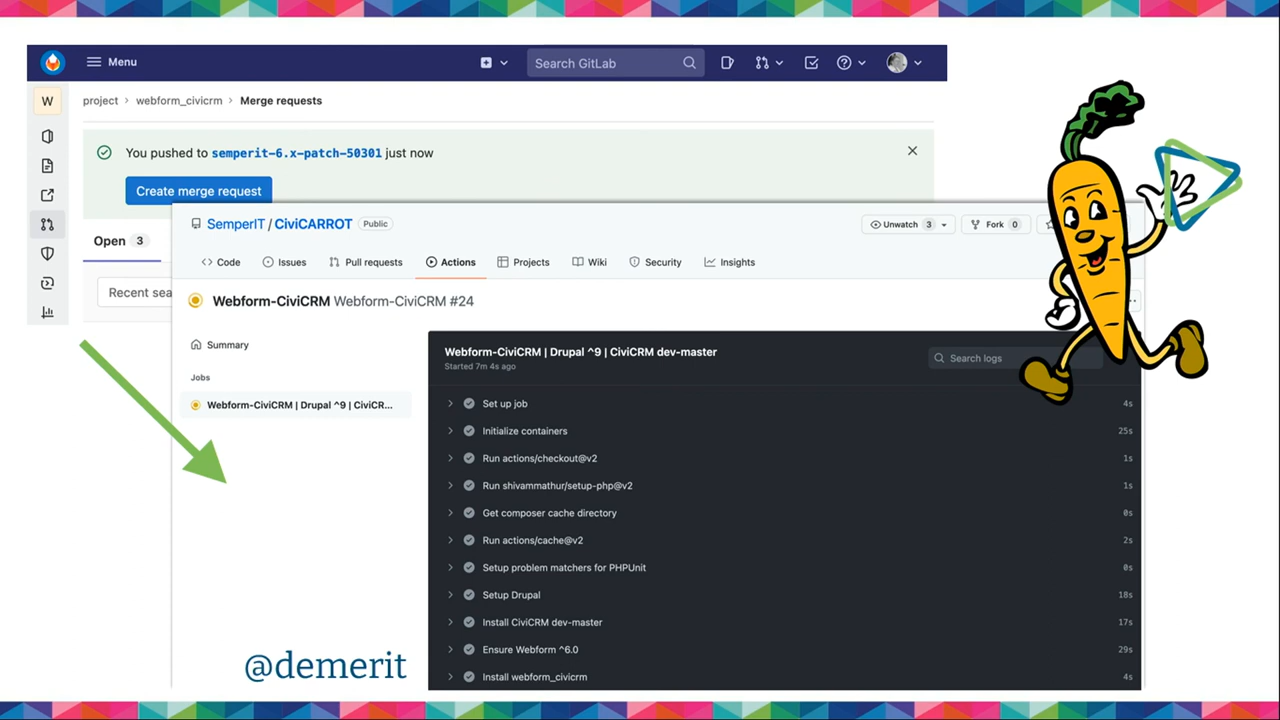 Menu
Search GitLab
W
project > webform_civicrm > Merge requests
You pushed to semperit-6.x-patch-50301 just now
Create merge request
SemperIT / CiviCARROT Public
Unwatch 3
Fork 0
Open 3
Code
Issues
Pull requests
Actions
Projects
Wiki
Security
Insights
Recent sea
Webform-CiviCRM Webform-CiviCRM #24
Summary
Jobs
Webform-CiviCRM | Drupal ^9 | CiviCR...
Webform-CiviCRM | Drupal ^9 | CiviCRM dev-master
Started 7m 4s ago
Search logs
Set up job 4s
Initialize containers 25s
Run actions/checkout@v2 1s
Run shivammathur/setup-php@v2 1s
Get composer cache directory 0s
Run actions/cache@v2 2s
Setup problem matchers for PHPUnit 0s
Setup Drupal 18s
Install CiviCRM dev-master 17s
Ensure Webform ^6.0 29s
Install webform_civicrm 4s
@demerit